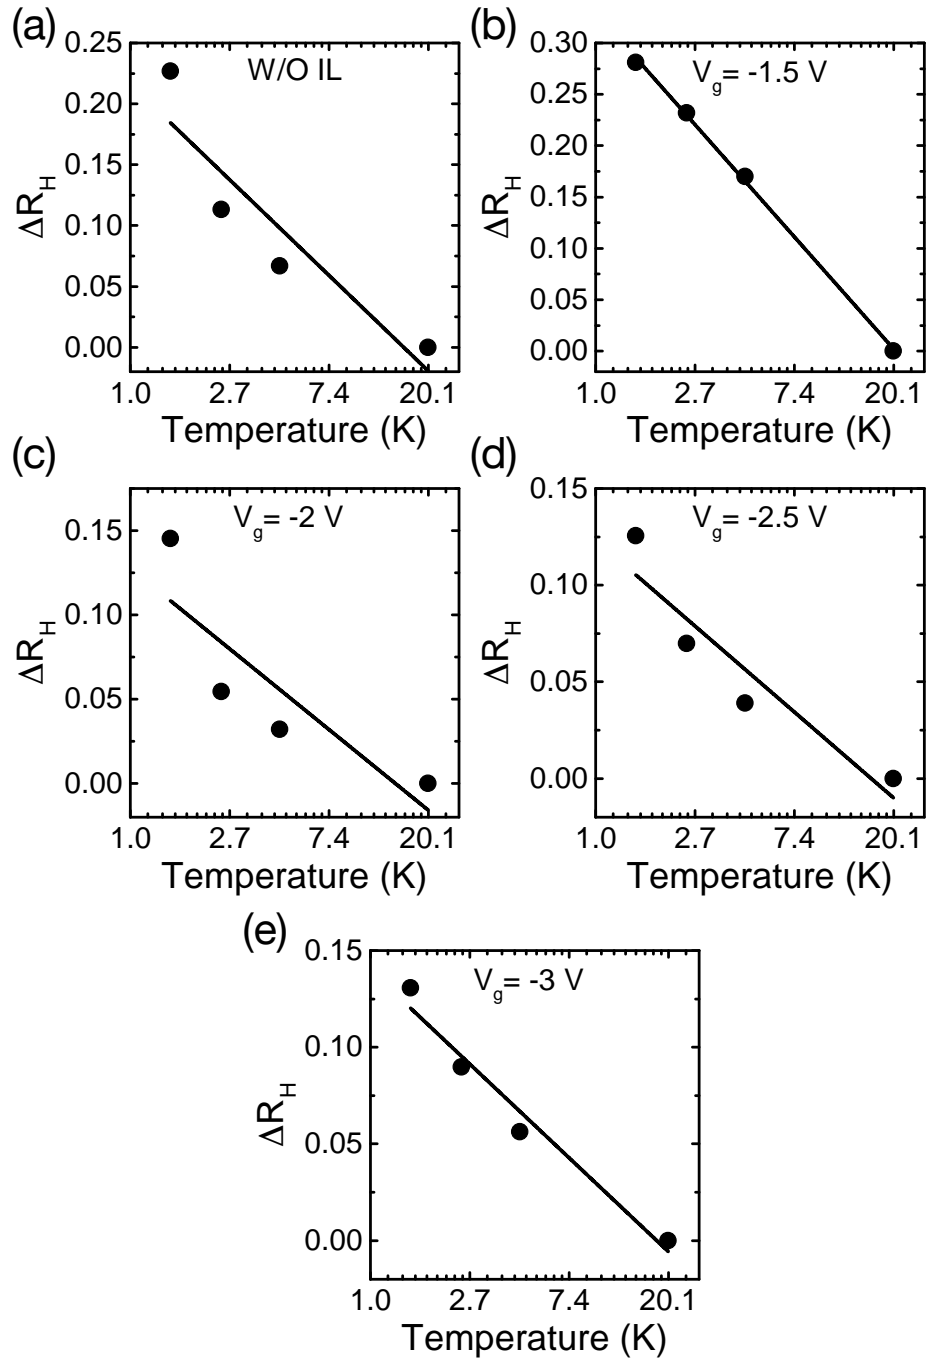 (a)
W/O IL
0.25
0.20
0.15
0.10
0.05
0.00
ΔR_H
1.0 2.7 7.4 20.1
Temperature (K)
(b)
V_g= -1.5 V
0.30
0.25
0.20
0.15
0.10
0.05
0.00
ΔR_H
1.0 2.7 7.4 20.1
Temperature (K)
(c)
V_g= -2 V
0.15
0.10
0.05
0.00
ΔR_H
1.0 2.7 7.4 20.1
Temperature (K)
(d)
V_g= -2.5 V
0.15
0.10
0.05
0.00
ΔR_H
1.0 2.7 7.4 20.1
Temperature (K)
(e)
V_g= -3 V
0.15
0.10
0.05
0.00
ΔR_H
1.0 2.7 7.4 20.1
Temperature (K)